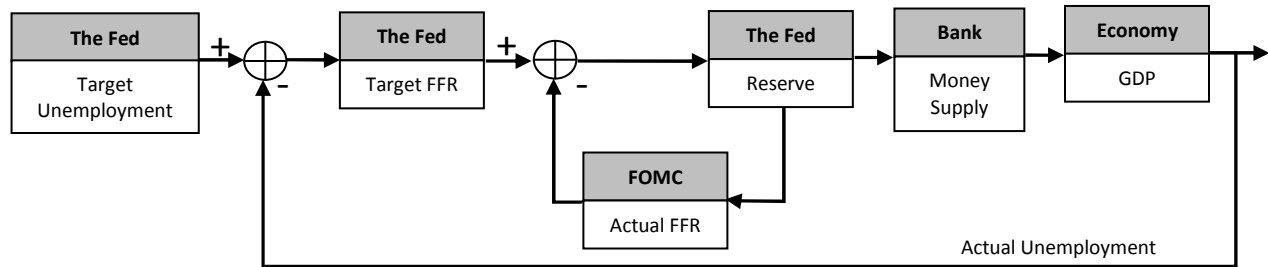 The Fed
Target
Unemployment
+
-
The Fed
Target FFR
+
-
The Fed
Reserve
Bank
Money
Supply
Economy
GDP
FOMC
Actual FFR
Actual Unemployment